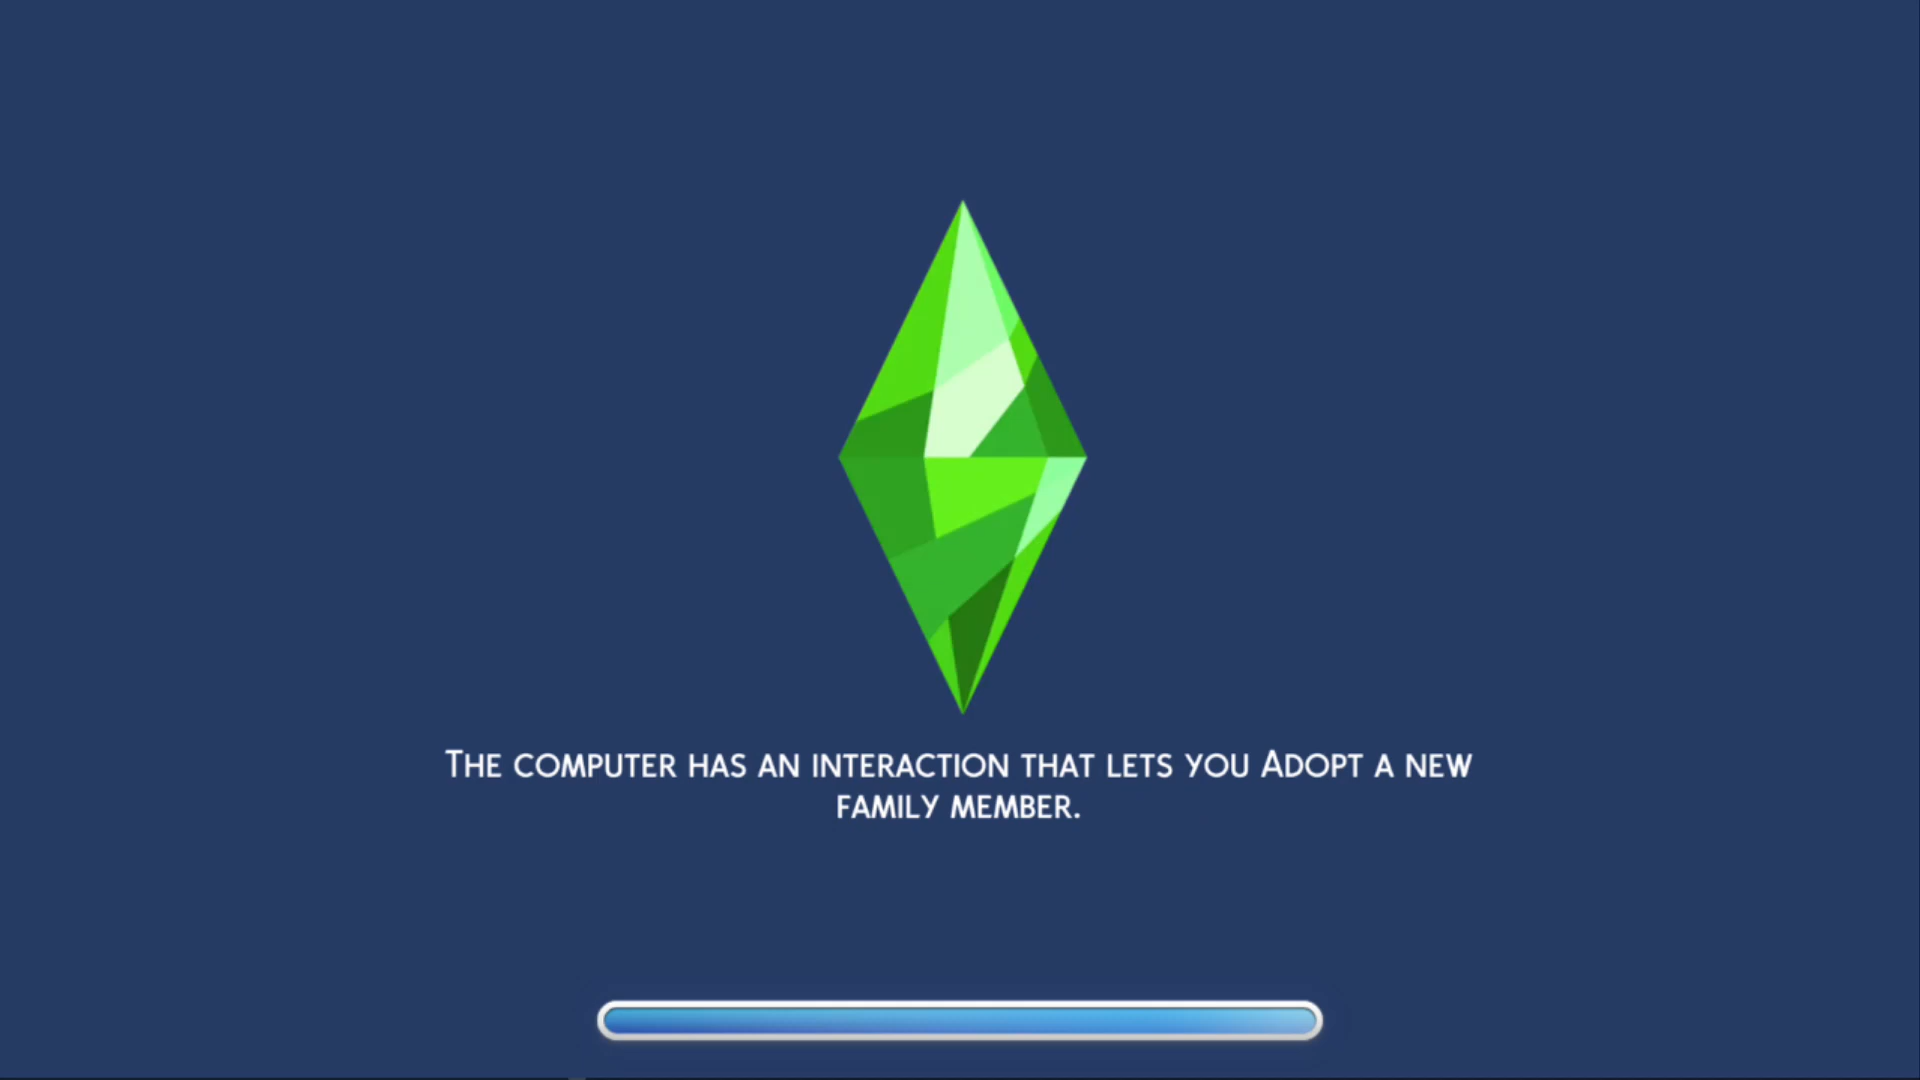 The computer has an interaction that lets you Adopt a new
family member.